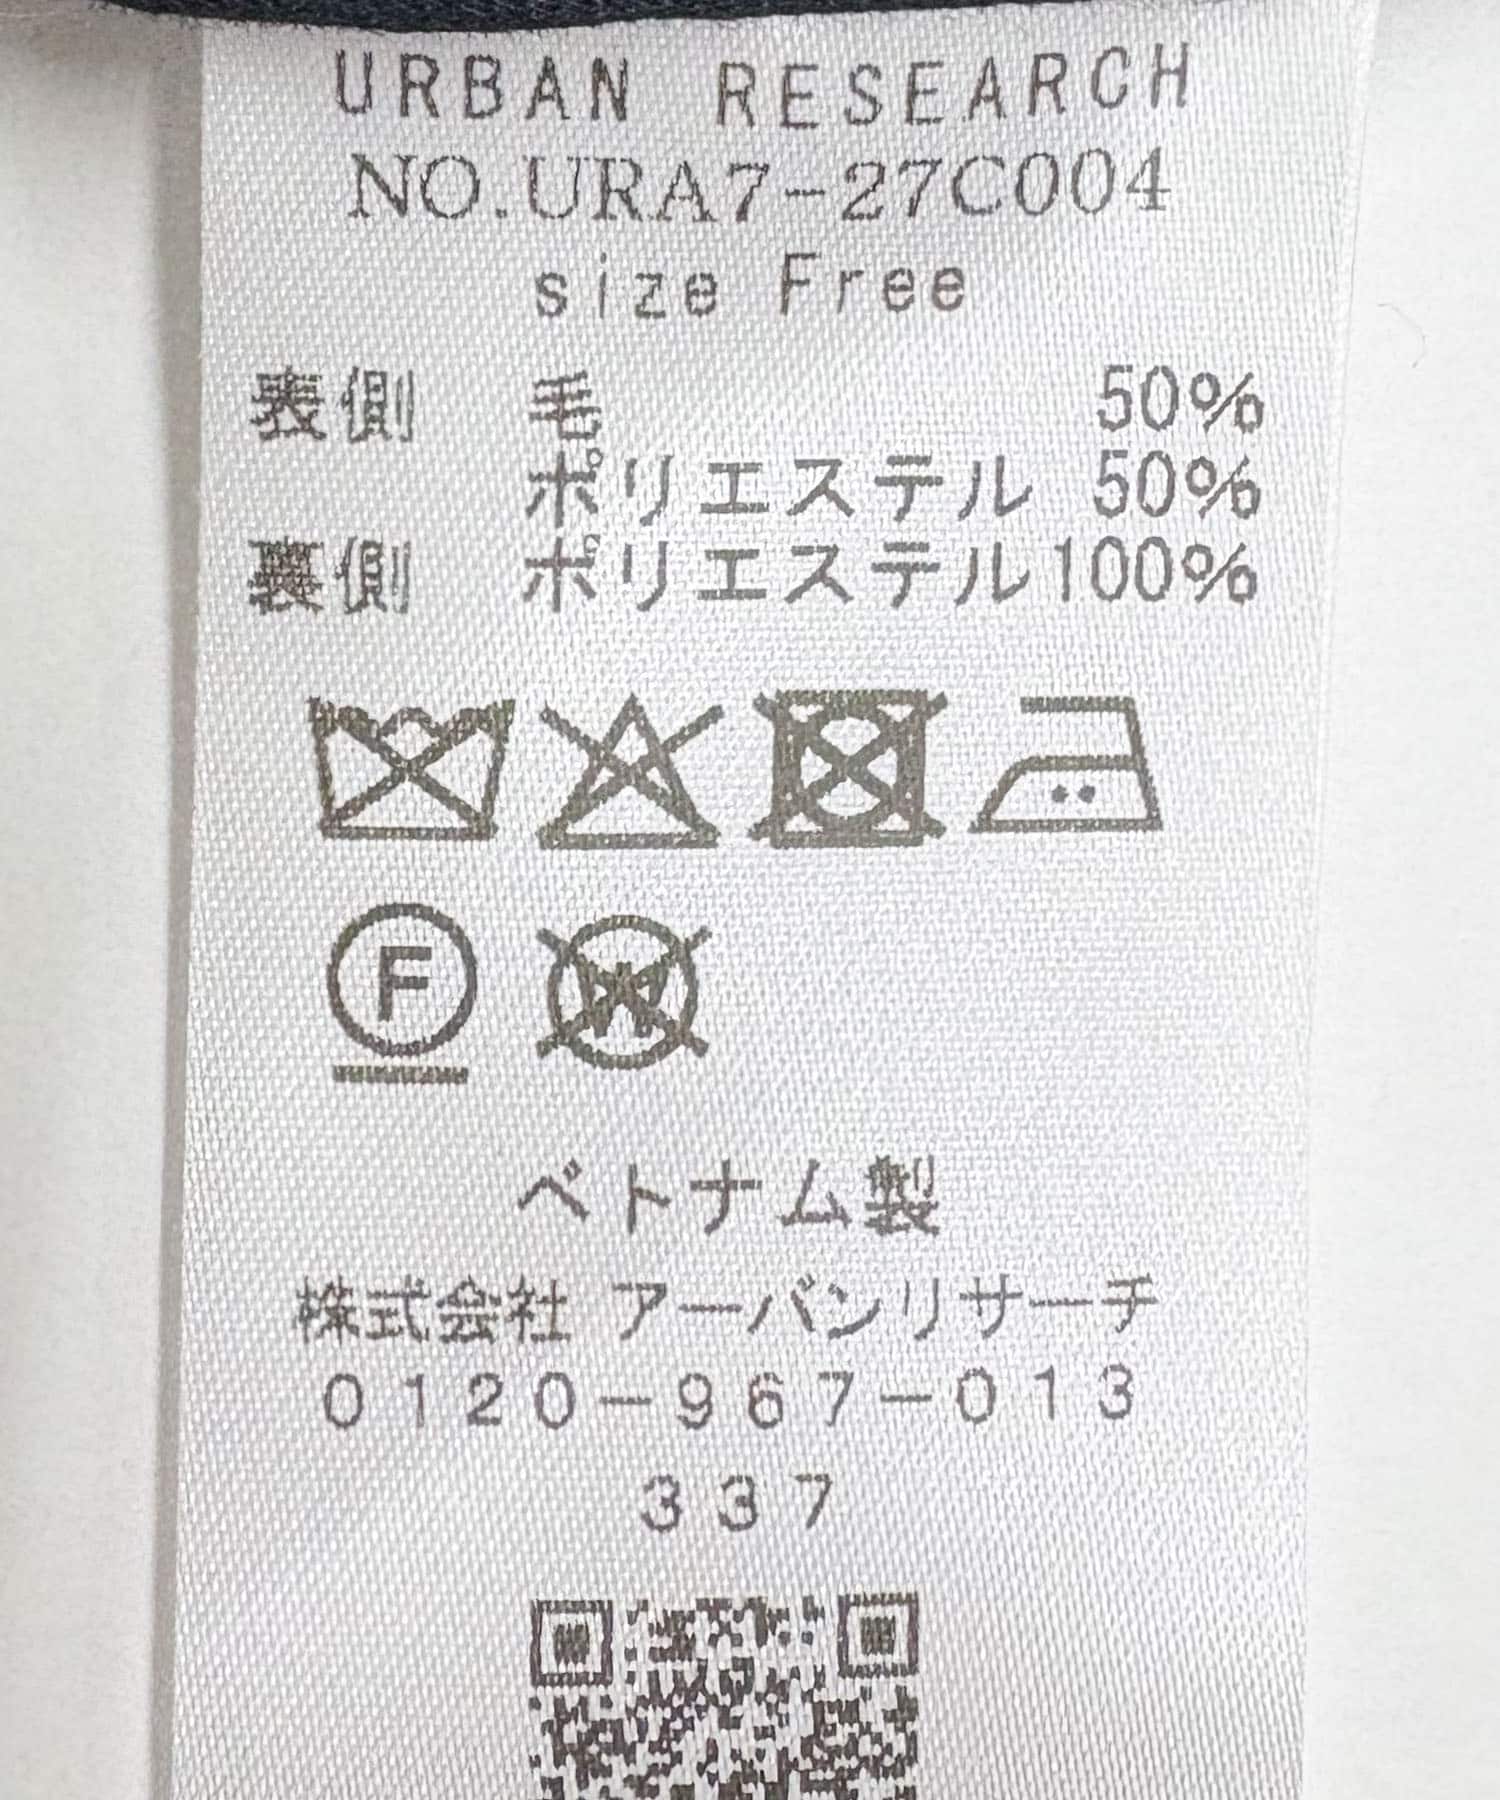 URBAN RESEARCH
NO.URA7-27C004
size Free
表側 毛 50%
ポリエステル 50%
裏側 ポリエステル100%
F
W
ベトナム製
株式会社 アーバンリサーチ
0120-967-013
337